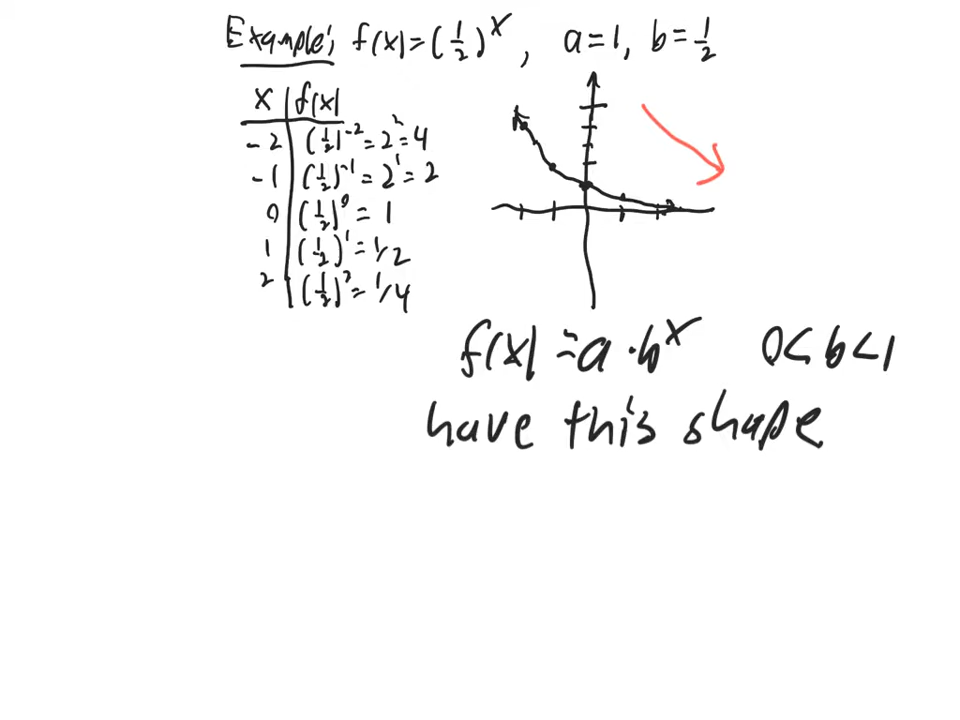 Example: f(x)=(1/2)^x, a=1, b=1/2
x | f(x)
-2 | (1/2)^-2 = 2^2 = 4
-1 | (1/2)^-1 = 2^1 = 2
0 | (1/2)^0 = 1
1 | (1/2)^1 = 1/2
2 | (1/2)^2 = 1/4
f(x) = a·b^x 0<b<1
have this shape